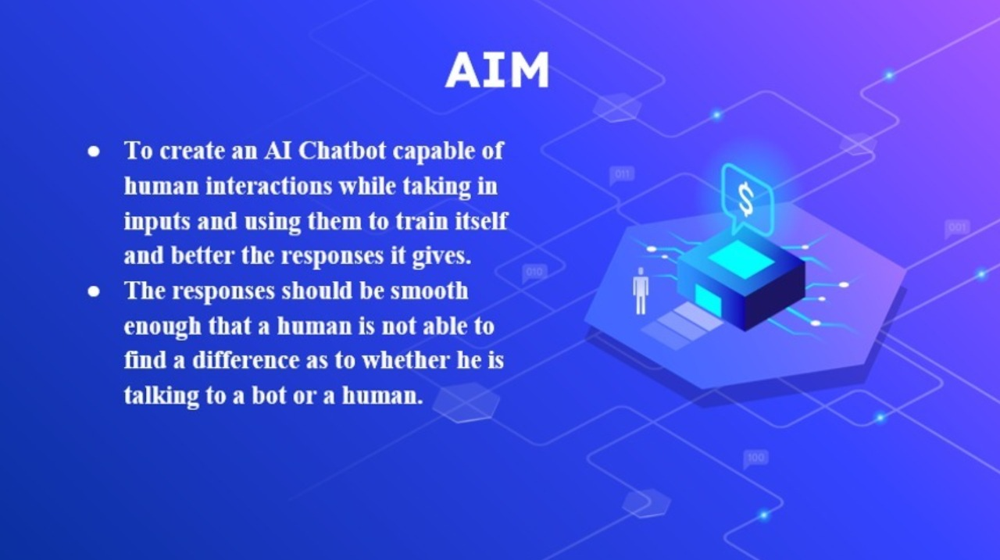 AIM
● To create an AI Chatbot capable of
human interactions while taking in
inputs and using them to train itself
and better the responses it gives.
● The responses should be smooth
enough that a human is not able to
find a difference as to whether he is
talking to a bot or a human.
$
011
001
010
100